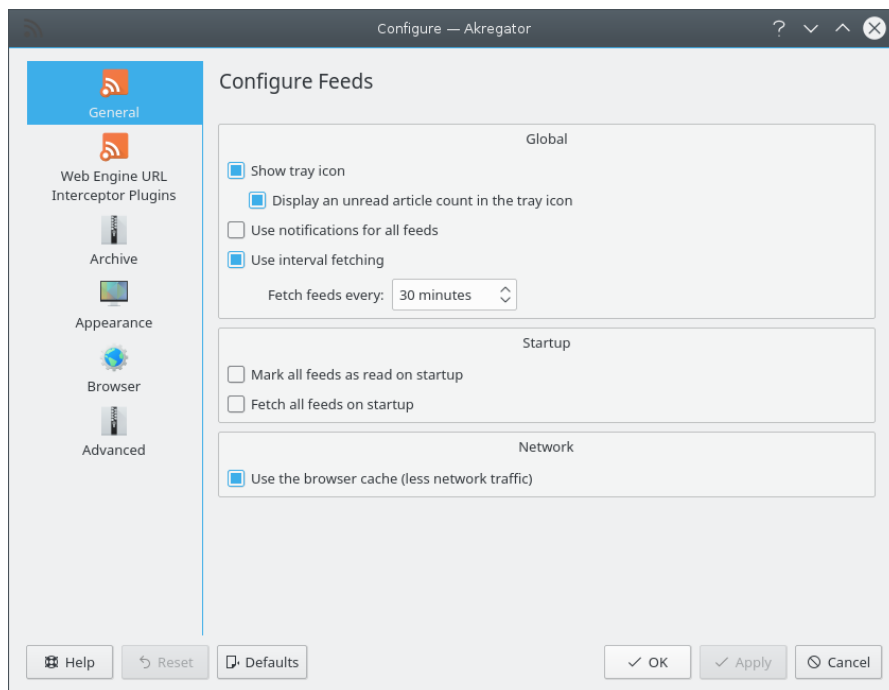 Configure — Akregator
General
Web Engine URL
Interceptor Plugins
Archive
Appearance
Browser
Advanced
Configure Feeds
Global
Show tray icon
Display an unread article count in the tray icon
Use notifications for all feeds
Use interval fetching
Fetch feeds every: 30 minutes
Startup
Mark all feeds as read on startup
Fetch all feeds on startup
Network
Use the browser cache (less network traffic)
Help Reset Defaults OK Apply Cancel